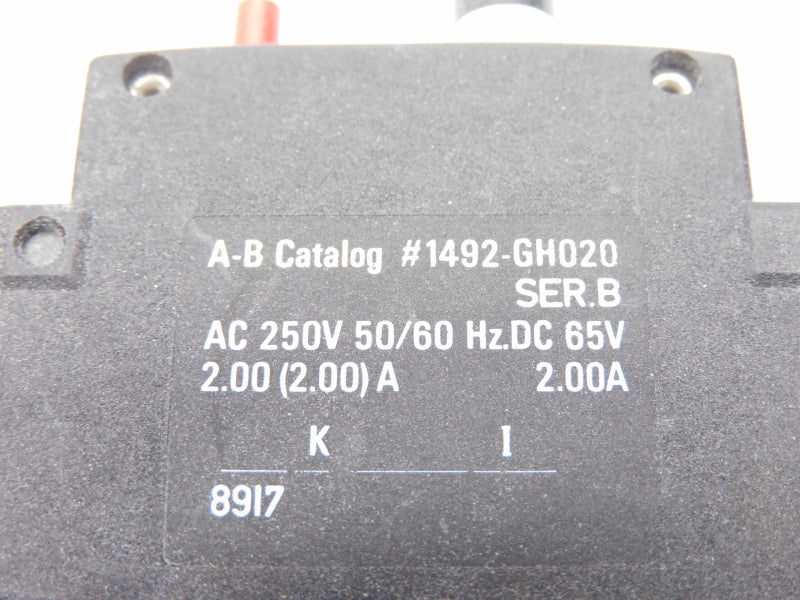 A-B Catalog #1492-GH020
SER.B
AC 250V 50/60 Hz.DC 65V
2.00 (2.00) A 2.00A
K I
8917